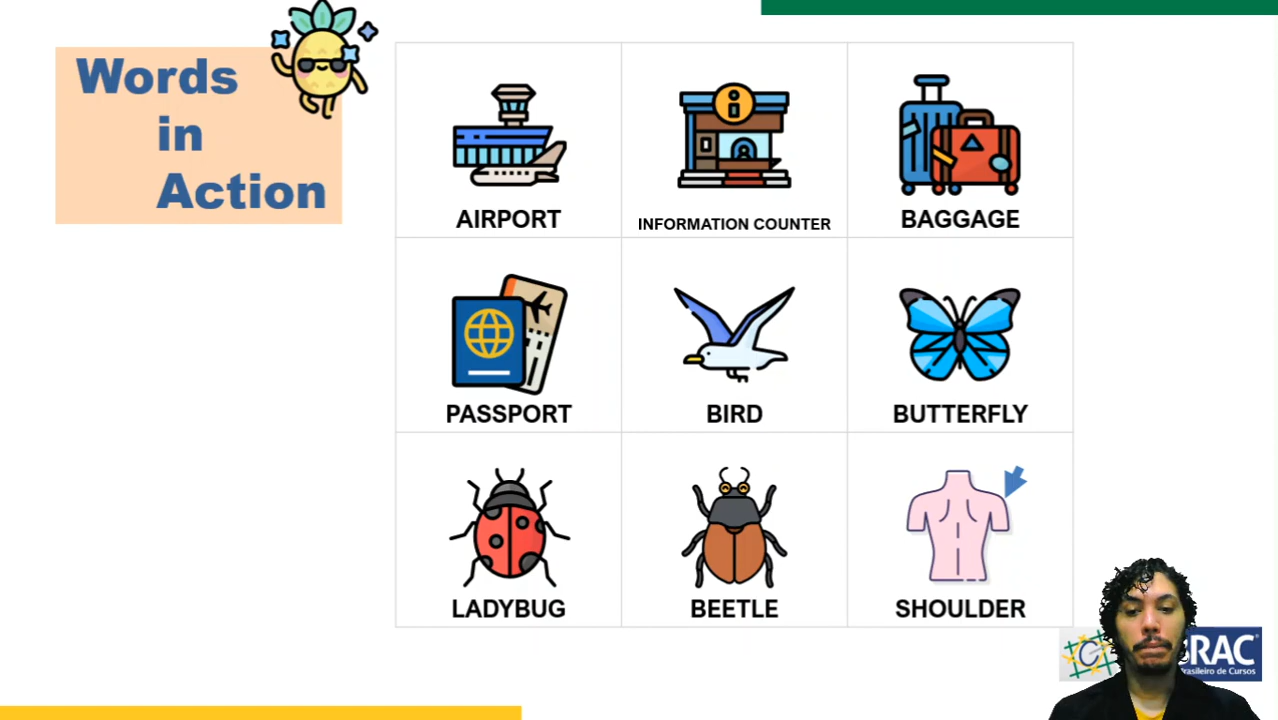 Words
in
Action
AIRPORT
INFORMATION COUNTER
BAGGAGE
PASSPORT
BIRD
BUTTERFLY
LADYBUG
BEETLE
SHOULDER
C
RAC
Brasileiro de Cursos